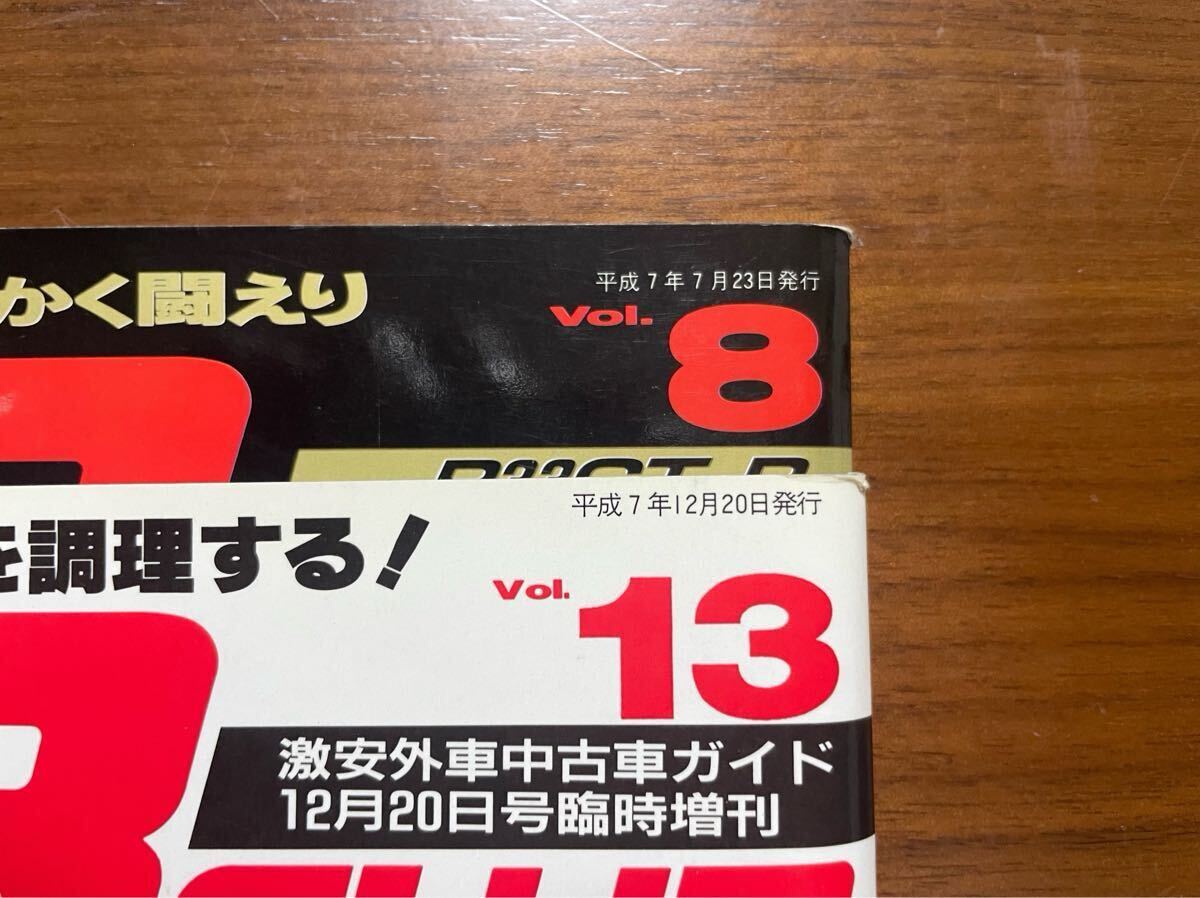 かく闘えり
平成7年7月23日発行
Vol. 8
R33GT-R
平成7年12月20日発行
を調理する!
Vol. 13
激安外車中古車ガイド
12月20日号臨時増刊